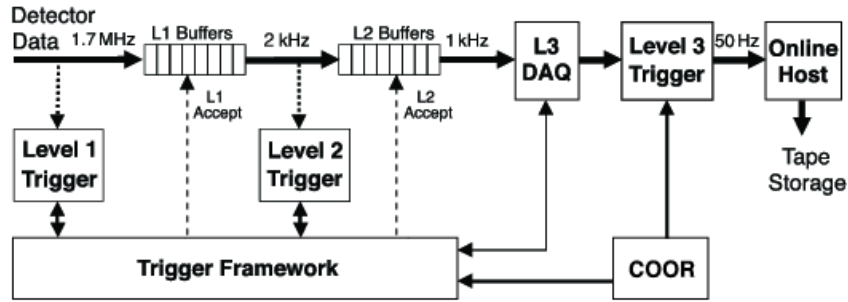 Detector
Data
1.7 MHz
L1 Buffers
2 kHz
L2 Buffers
1 kHz
L3
DAQ
Level 3
Trigger
50 Hz
Online
Host
L1
Accept
L2
Accept
Level 1
Trigger
Level 2
Trigger
Tape
Storage
Trigger Framework
COOR